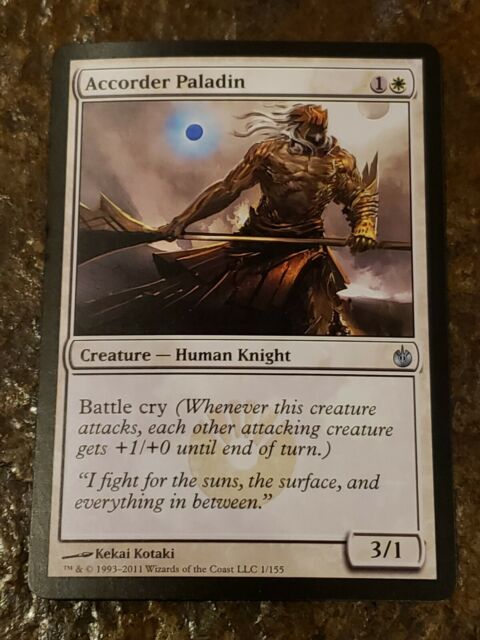 Accorder Paladin 1
Creature — Human Knight
Battle cry (Whenever this creature
attacks, each other attacking creature
gets +1/+0 until end of turn.)
"I fight for the suns, the surface, and
everything in between."
Kekai Kotaki
3/1
™ & © 1993–2011 Wizards of the Coast LLC 1/155